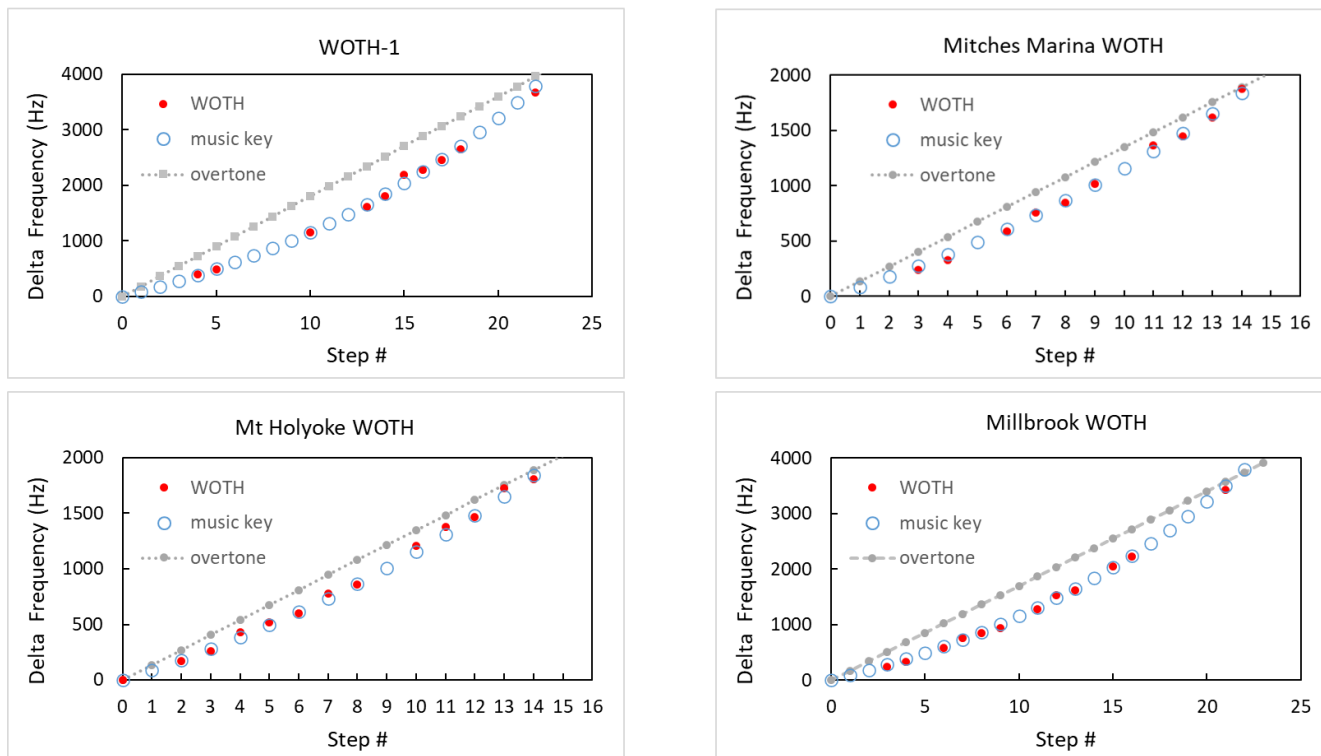 WOTH-1
4000
3000
2000
1000
0
Delta Frequency (Hz)
WOTH
music key
overtone
0 5 10 15 20 25
Step #
Mitches Marina WOTH
2000
1500
1000
500
0
Delta Frequency (Hz)
WOTH
music key
overtone
0 1 2 3 4 5 6 7 8 9 10 11 12 13 14 15 16
Step #
Mt Holyoke WOTH
2000
1500
1000
500
0
Delta Frequency (Hz)
WOTH
music key
overtone
0 1 2 3 4 5 6 7 8 9 10 11 12 13 14 15 16
Step #
Millbrook WOTH
4000
3000
2000
1000
0
Delta Frequency (Hz)
WOTH
music key
overtone
0 5 10 15 20 25
Step #